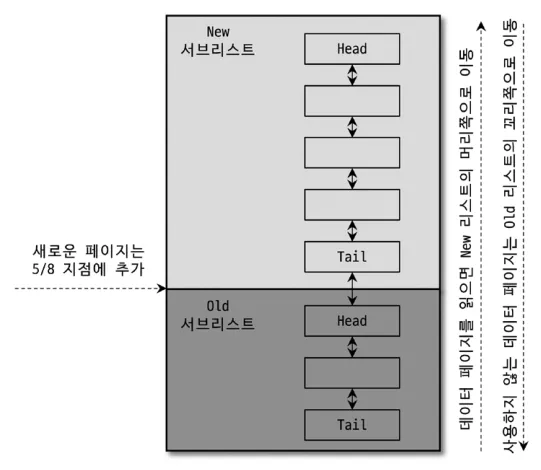 New
서브리스트
Head
Tail
새로운 페이지는
5/8 지점에 추가
Old
서브리스트
Head
Tail
데이터 페이지를 읽으면 New 리스트의 머리쪽으로 이동
사용하지 않는 데이터 페이지는 Old 리스트의 꼬리쪽으로 이동